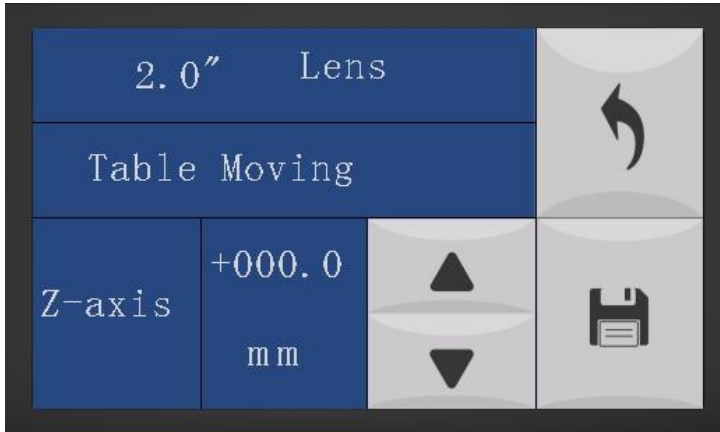 2.0″ Lens
Table Moving
Z-axis
+000.0
mm